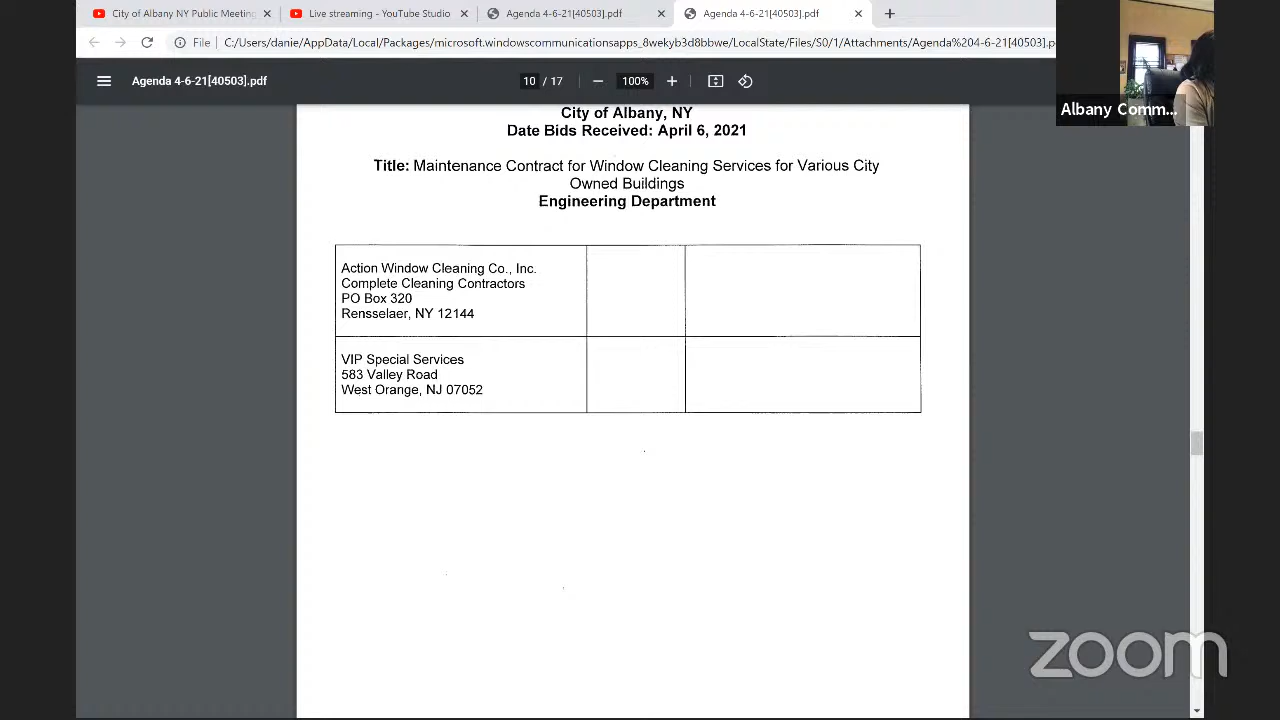 City of Albany NY Public Meeting
Live streaming - YouTube Studio
Agenda 4-6-21[40503].pdf
Agenda 4-6-21[40503].pdf
File | C:/Users/danie/AppData/Local/Packages/microsoft.windowscommunicationsapps_8wekyb3d8bbwe/LocalState/Files/S0/1/Attachments/Agenda%204-6-21[40503].p
Agenda 4-6-21[40503].pdf
10 / 17
100%
Albany Comm...
City of Albany, NY
Date Bids Received: April 6, 2021
Title: Maintenance Contract for Window Cleaning Services for Various City
Owned Buildings
Engineering Department
Action Window Cleaning Co., Inc.
Complete Cleaning Contractors
PO Box 320
Rensselaer, NY 12144
VIP Special Services
583 Valley Road
West Orange, NJ 07052
zoom